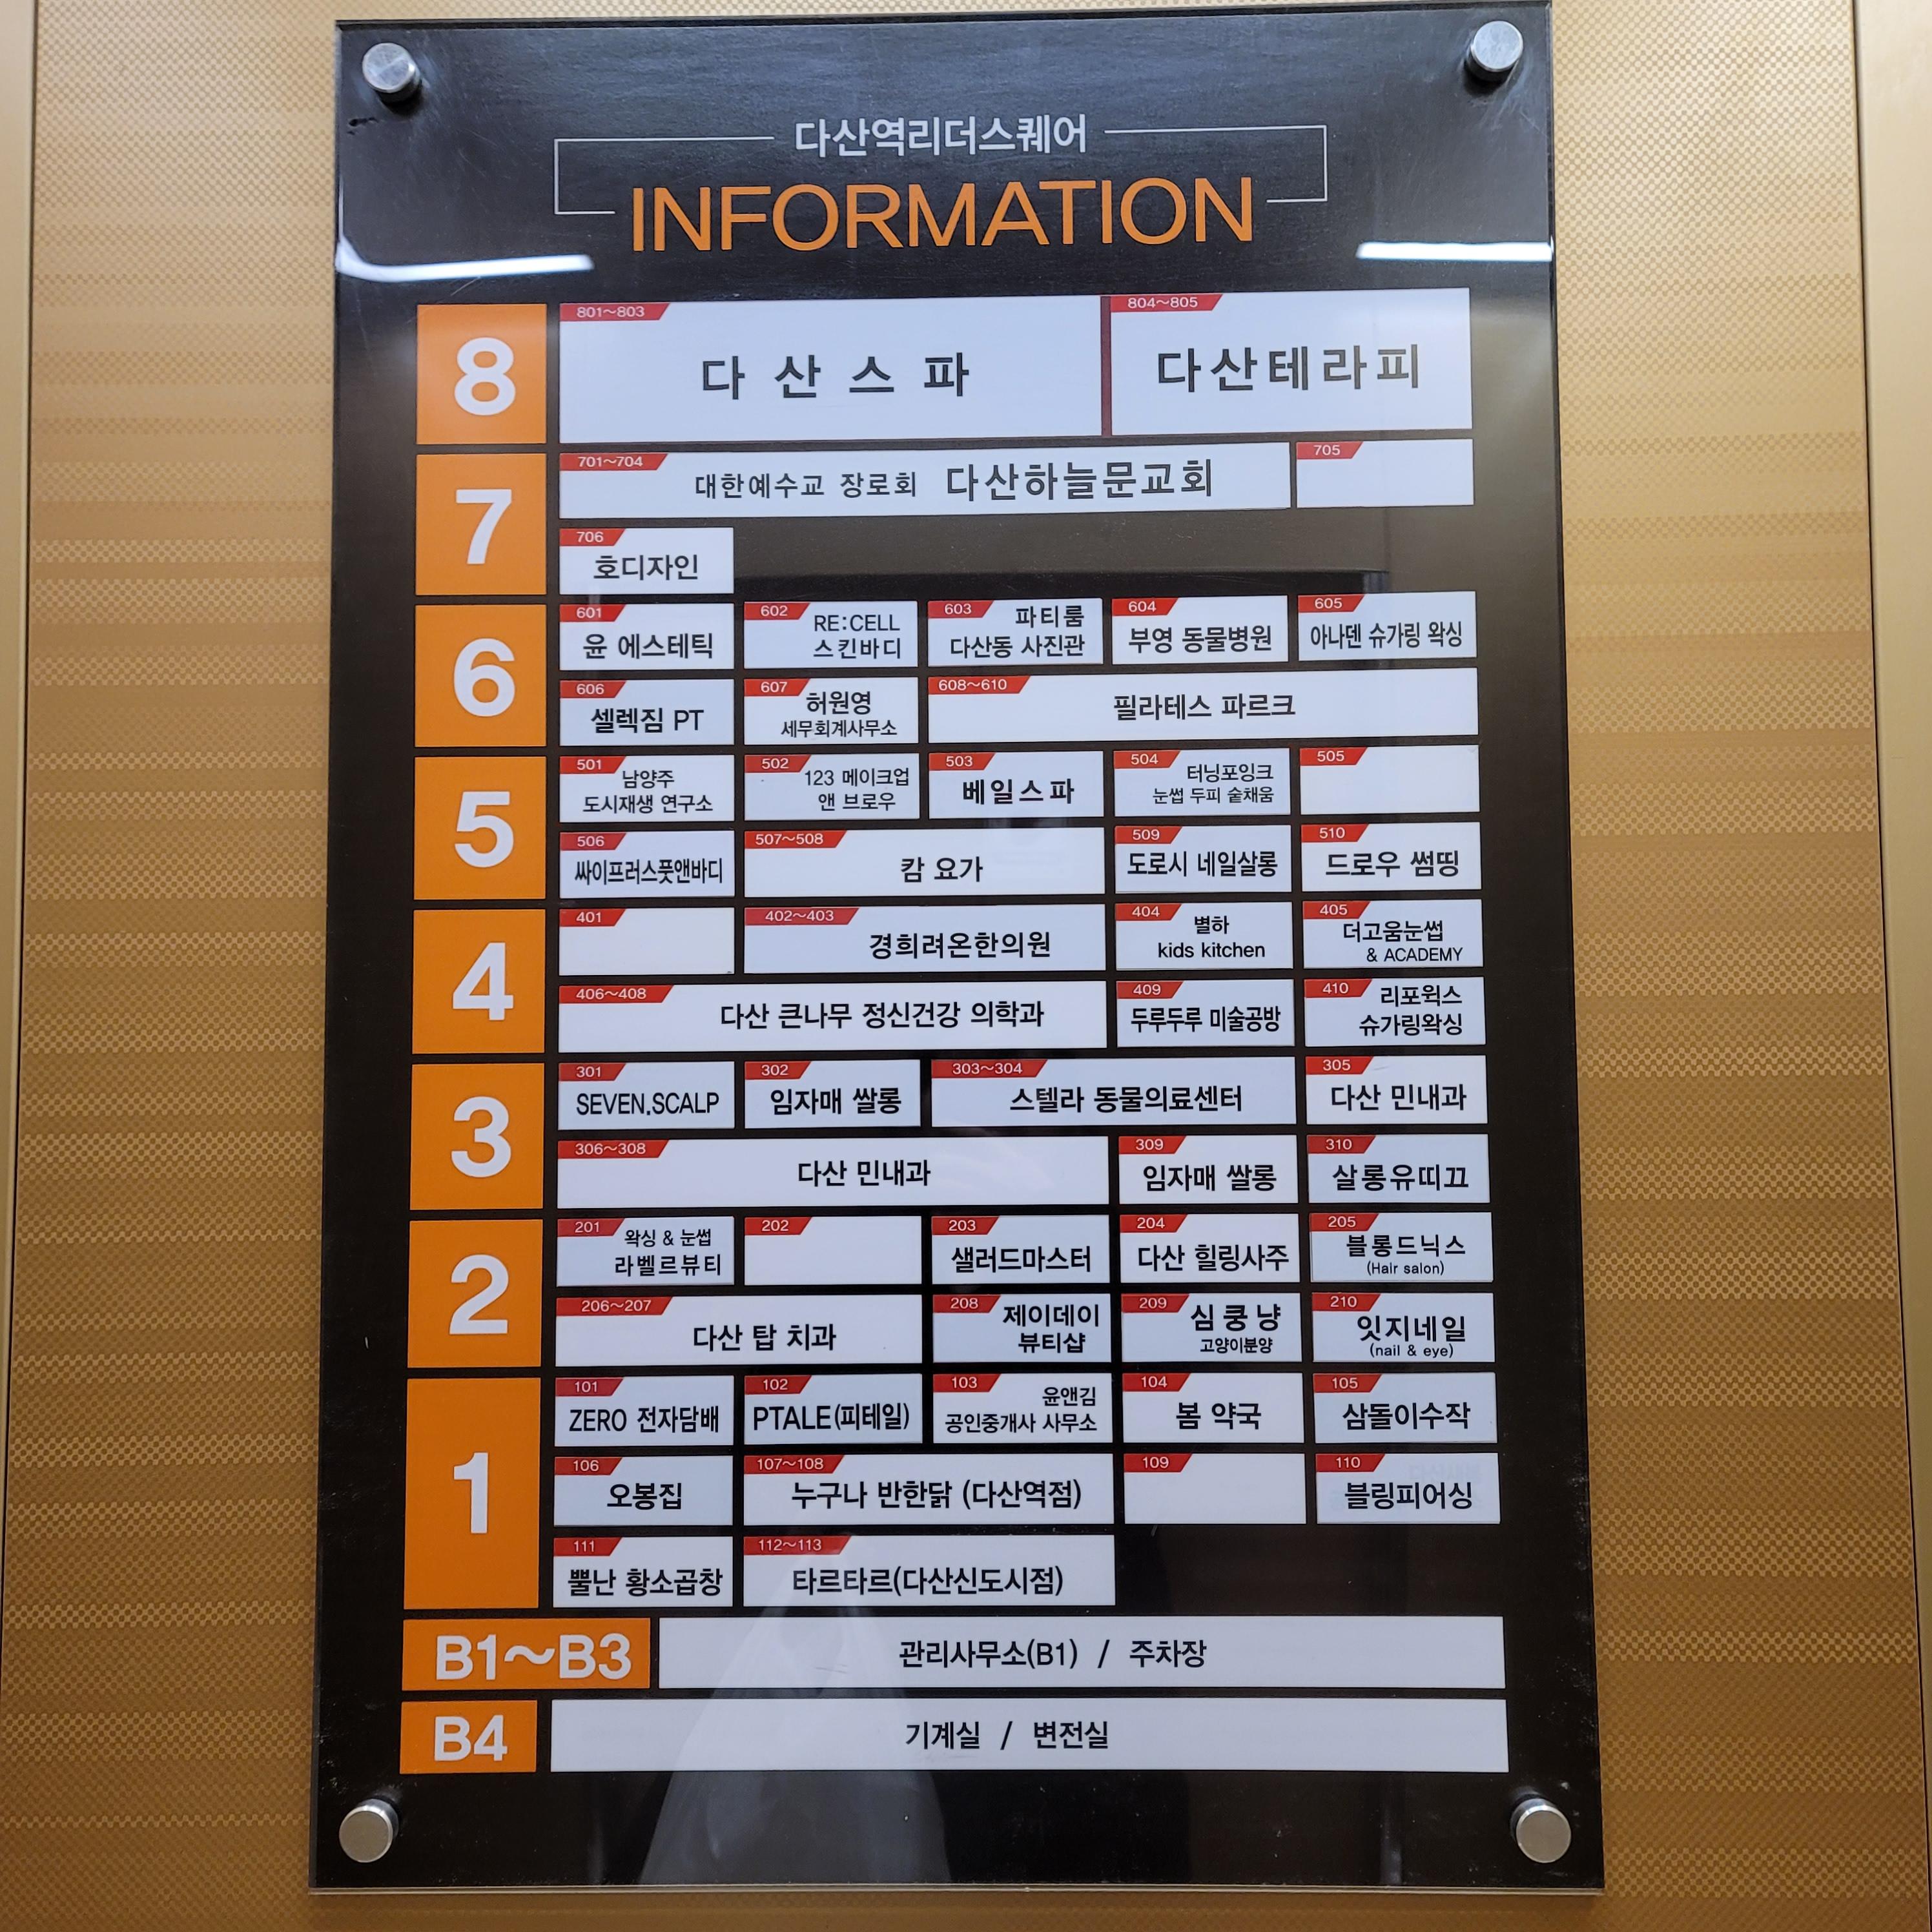 다산역리더스퀘어
INFORMATION
8
801~803
다산스파
804~805
다산테라피
7
701~704
대한예수교 장로회 다산하늘문교회
705
706
호디자인
6
601
윤 에스테틱
602
RE:CELL
스킨바디
603
파티룸
다산동 사진관
604
부영 동물병원
605
아나덴 슈가링 왁싱
606
셀렉짐 PT
607
허원영
세무회계사무소
608~610
필라테스 파르크
5
501
남양주
도시재생 연구소
502
123 메이크업
앤 브로우
503
베일스파
504
터닝포잉크
눈썹 두피 숱채움
505
506
싸이프러스풋앤바디
507~508
캄 요가
509
도로시 네일살롱
510
드로우 썸띵
4
401
402~403
경희려온한의원
404
별하
kids kitchen
405
더고움눈썹
& ACADEMY
406~408
다산 큰나무 정신건강 의학과
409
두루두루 미술공방
410
리포윅스
슈가링왁싱
3
301
SEVEN.SCALP
302
임자매 쌀롱
303~304
스텔라 동물의료센터
305
다산 민내과
306~308
다산 민내과
309
임자매 쌀롱
310
살롱유띠끄
2
201
왁싱 & 눈썹
라벨르뷰티
202
203
샐러드마스터
204
다산 힐링사주
205
블롱드닉스
(Hair salon)
206~207
다산 탑 치과
208
제이데이
뷰티샵
209
심쿵냥
고양이분양
210
잇지네일
(nail & eye)
1
101
ZERO 전자담배
102
PTALE(피테일)
103
윤앤김
공인중개사 사무소
104
봄 약국
105
삼돌이수작
106
오봉집
107~108
누구나 반한닭 (다산역점)
109
110
블링피어싱
111
뿔난 황소곱창
112~113
타르타르(다산신도시점)
B1~B3
관리사무소(B1) / 주차장
B4
기계실 / 변전실